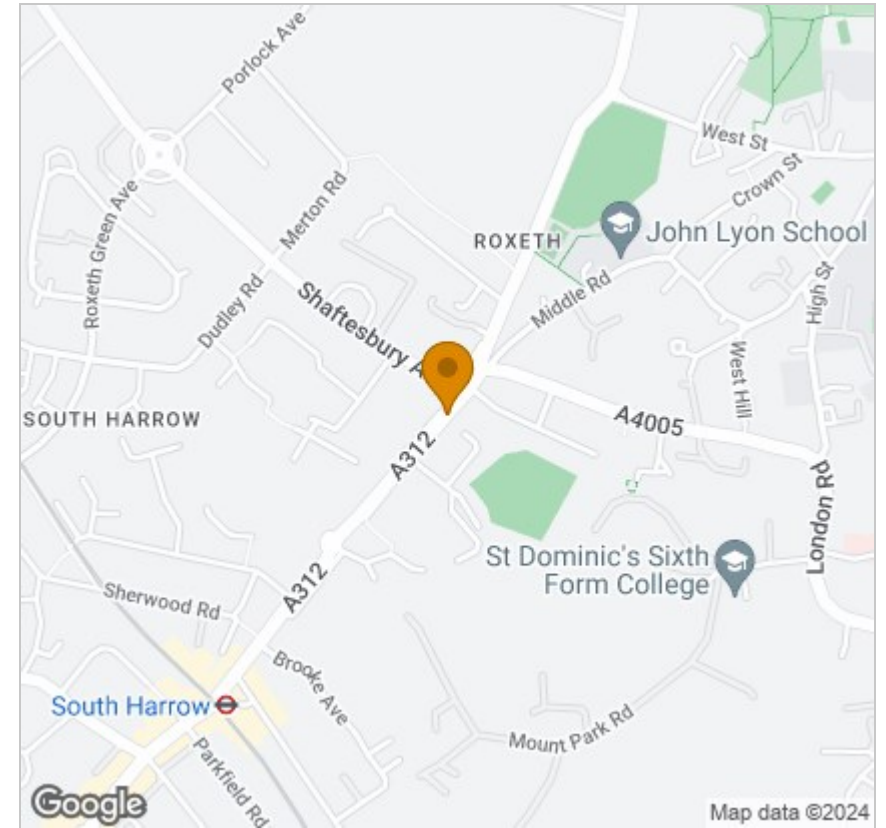 Porlock Ave
West St
Crown St
Merton Rd
Roxeth Green Ave
ROXETH
John Lyon School
High St
Middle Rd
Dudley Rd
Shaftesbury A
West Hill
SOUTH HARROW
A4005
A312
London Rd
St Dominic's Sixth
Form College
A312
Sherwood Rd
Brooke Ave
South Harrow
Mount Park Rd
Parkfield Rd
Google
Map data ©2024